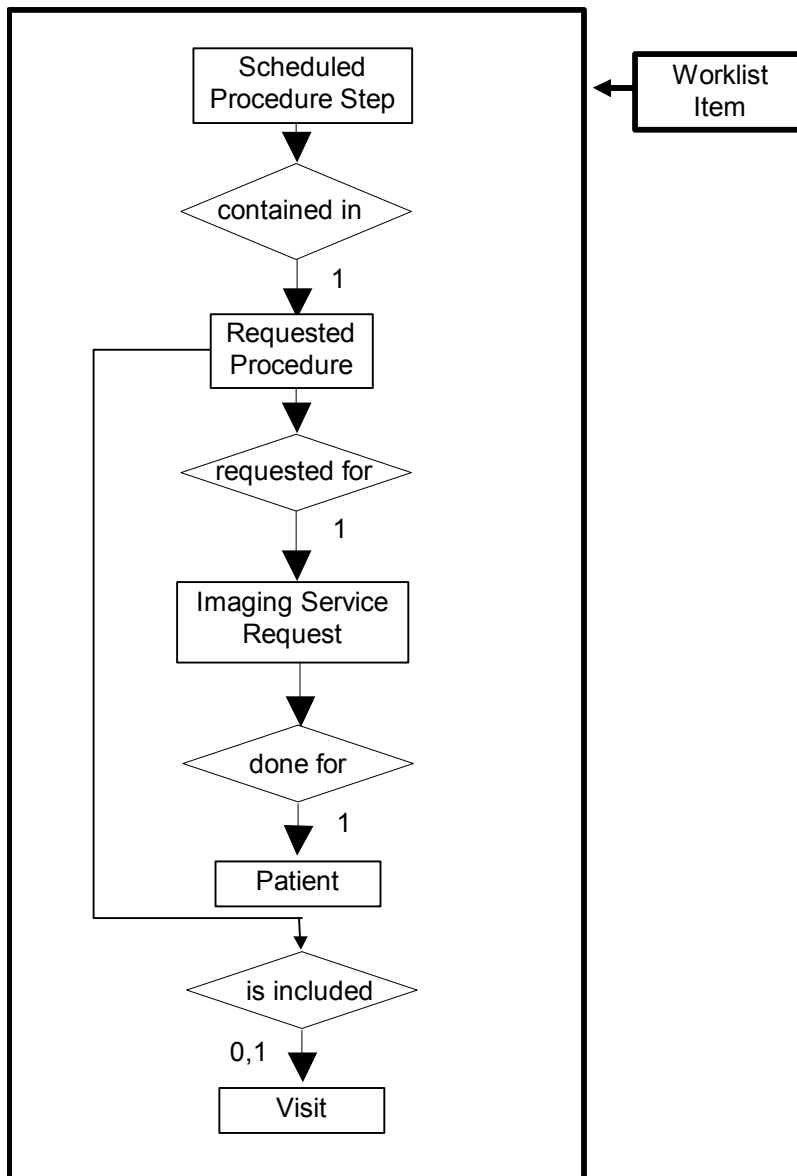 Scheduled
Procedure Step
Worklist
Item
contained in
1
Requested
Procedure
requested for
1
Imaging Service
Request
done for
1
Patient
is included
0,1
Visit